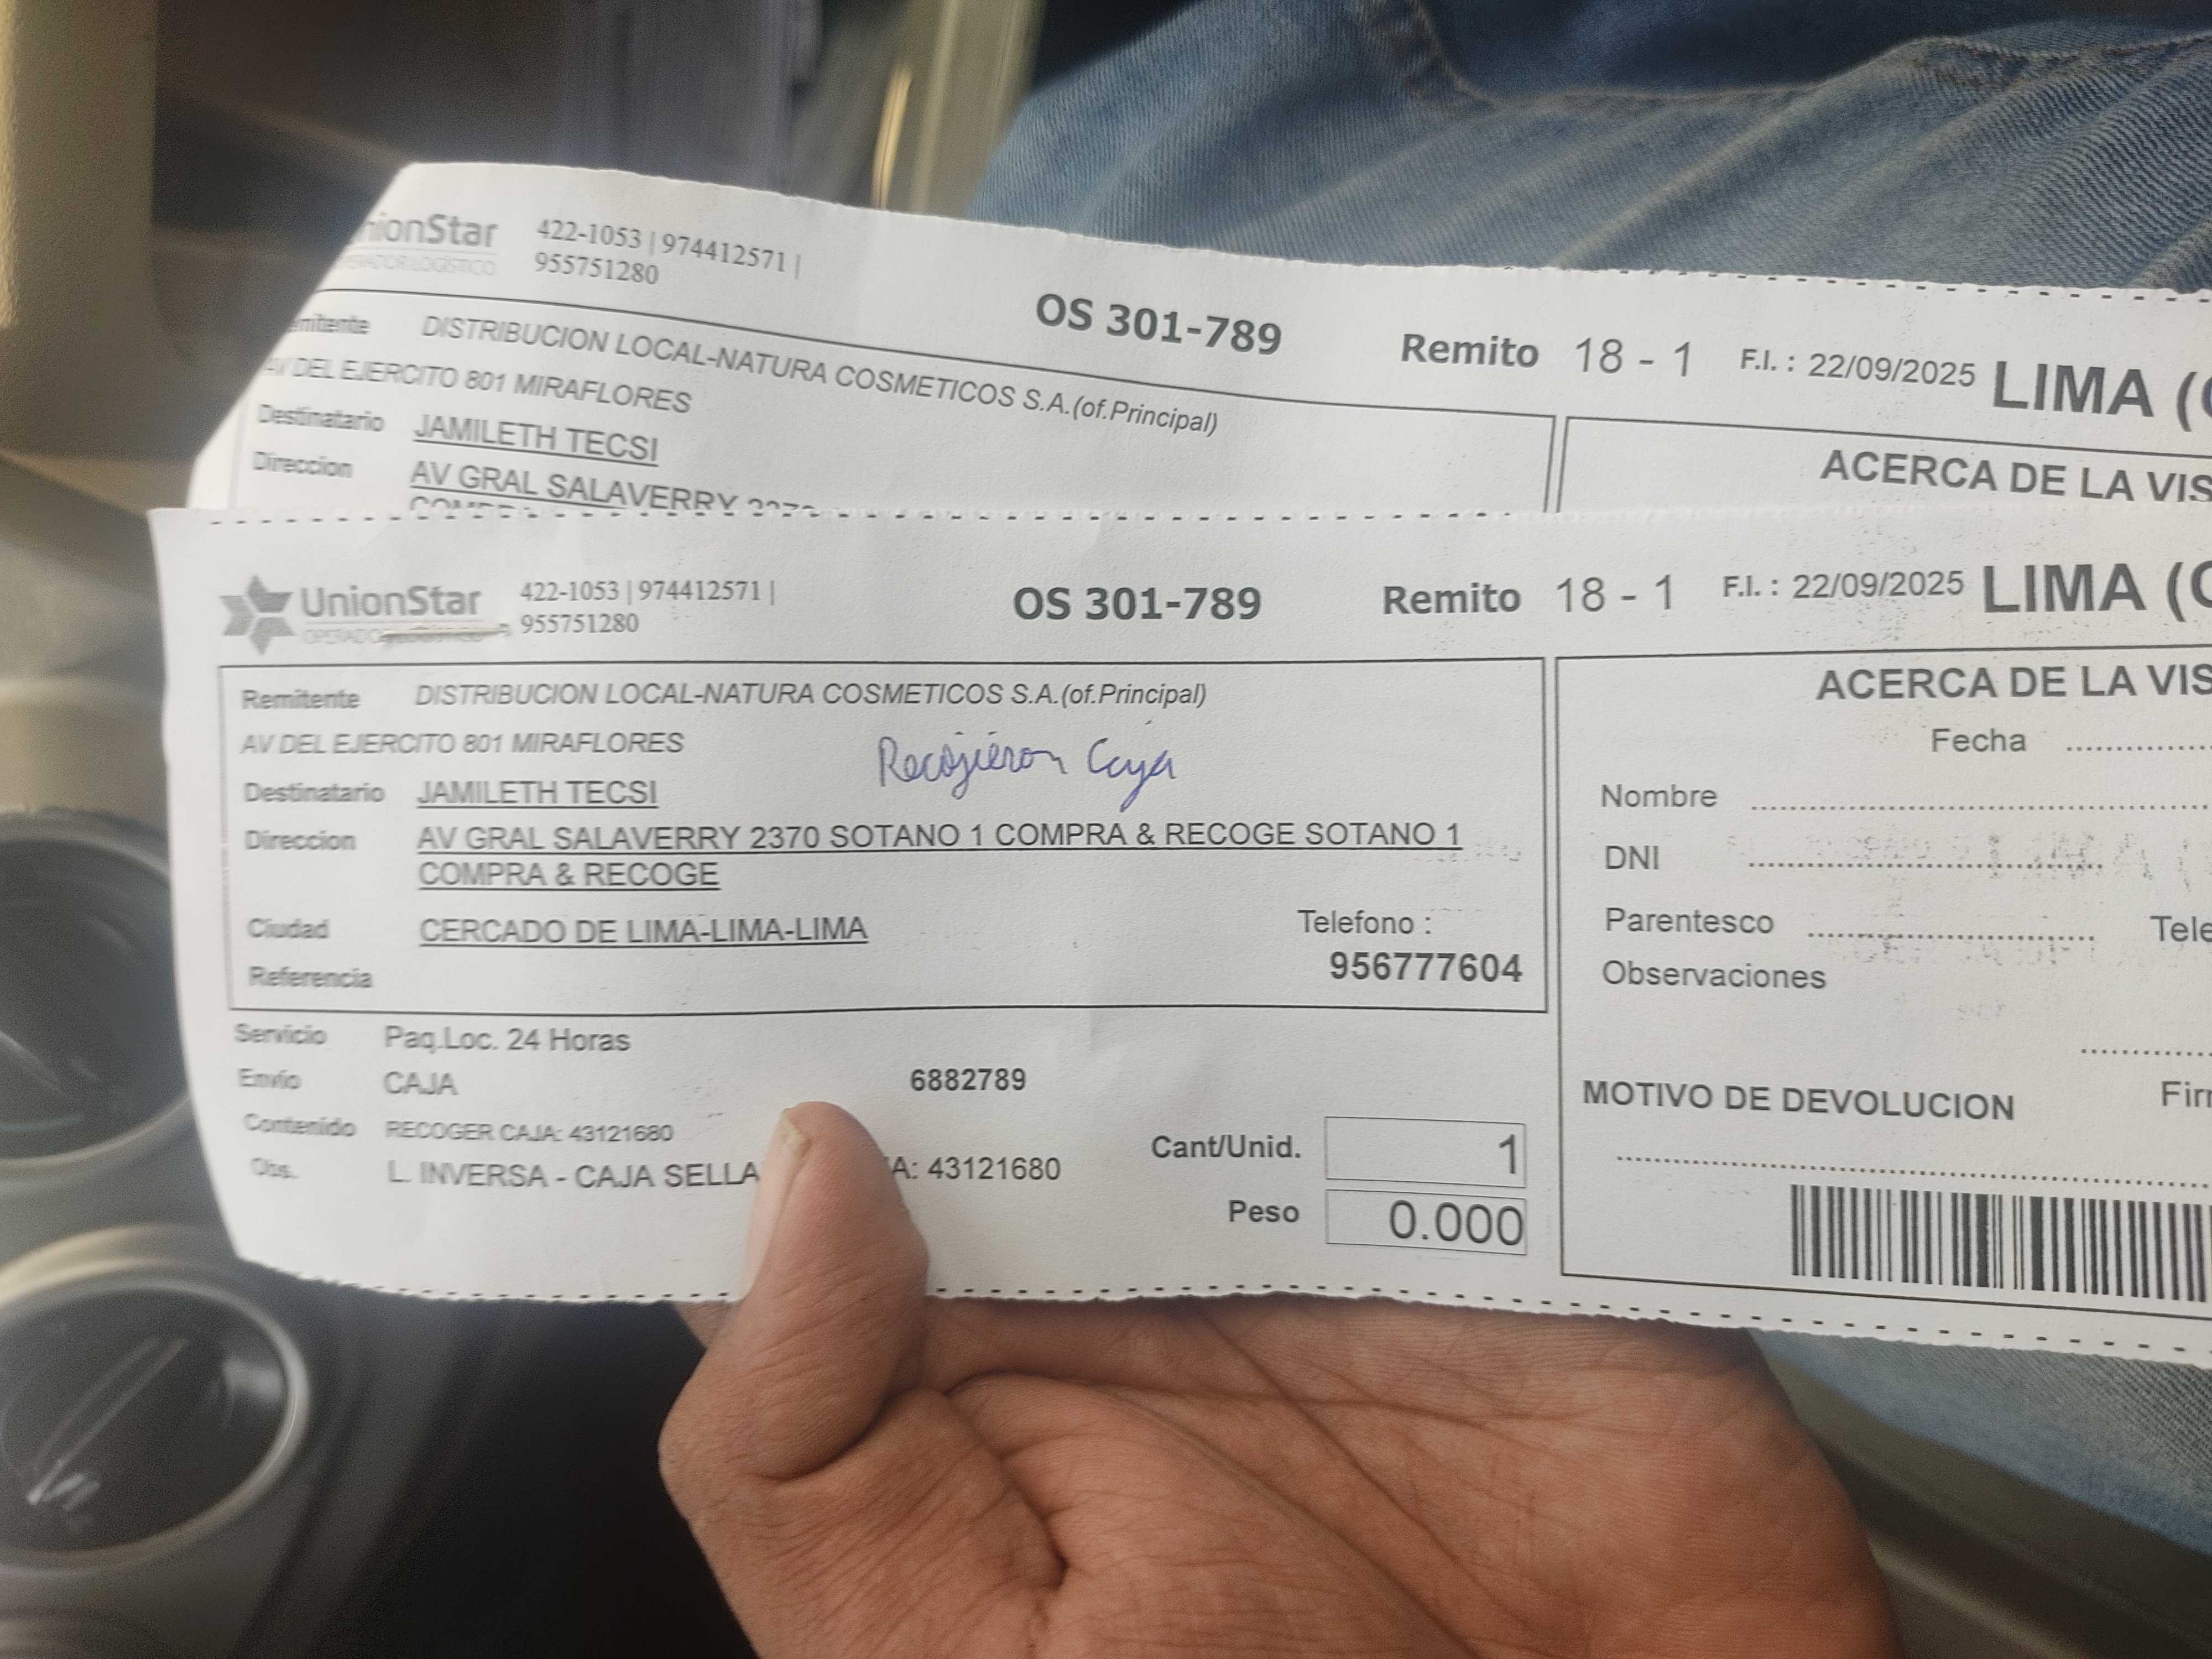 nionStar 422-1053 | 974412571 |
ERADOR LOGÍSTICO 955751280
OS 301-789
Remito 18 - 1 F.I. : 22/09/2025 LIMA (
mitente DISTRIBUCION LOCAL-NATURA COSMETICOS S.A.(of.Principal)
AV DEL EJERCITO 801 MIRAFLORES
Destinatario JAMILETH TECSI
Direccion AV GRAL SALAVERRY 2370
ACERCA DE LA VIS
UnionStar 422-1053 | 974412571 |
955751280
OS 301-789
Remito 18 - 1 F.I. : 22/09/2025 LIMA (
Remitente DISTRIBUCION LOCAL-NATURA COSMETICOS S.A.(of.Principal)
AV DEL EJERCITO 801 MIRAFLORES
Recojieron Caja
Destinatario JAMILETH TECSI
Direccion AV GRAL SALAVERRY 2370 SOTANO 1 COMPRA & RECOGE SOTANO 1
COMPRA & RECOGE
Ciudad CERCADO DE LIMA-LIMA-LIMA
Telefono :
956777604
Referencia
Servicio Paq.Loc. 24 Horas
Envío CAJA 6882789
Contenido RECOGER CAJA: 43121680
Obs. L. INVERSA - CAJA SELLA A: 43121680
Cant/Unid. 1
Peso 0.000
ACERCA DE LA VIS
Fecha
Nombre
DNI
Parentesco Tele
Observaciones
MOTIVO DE DEVOLUCION Fir